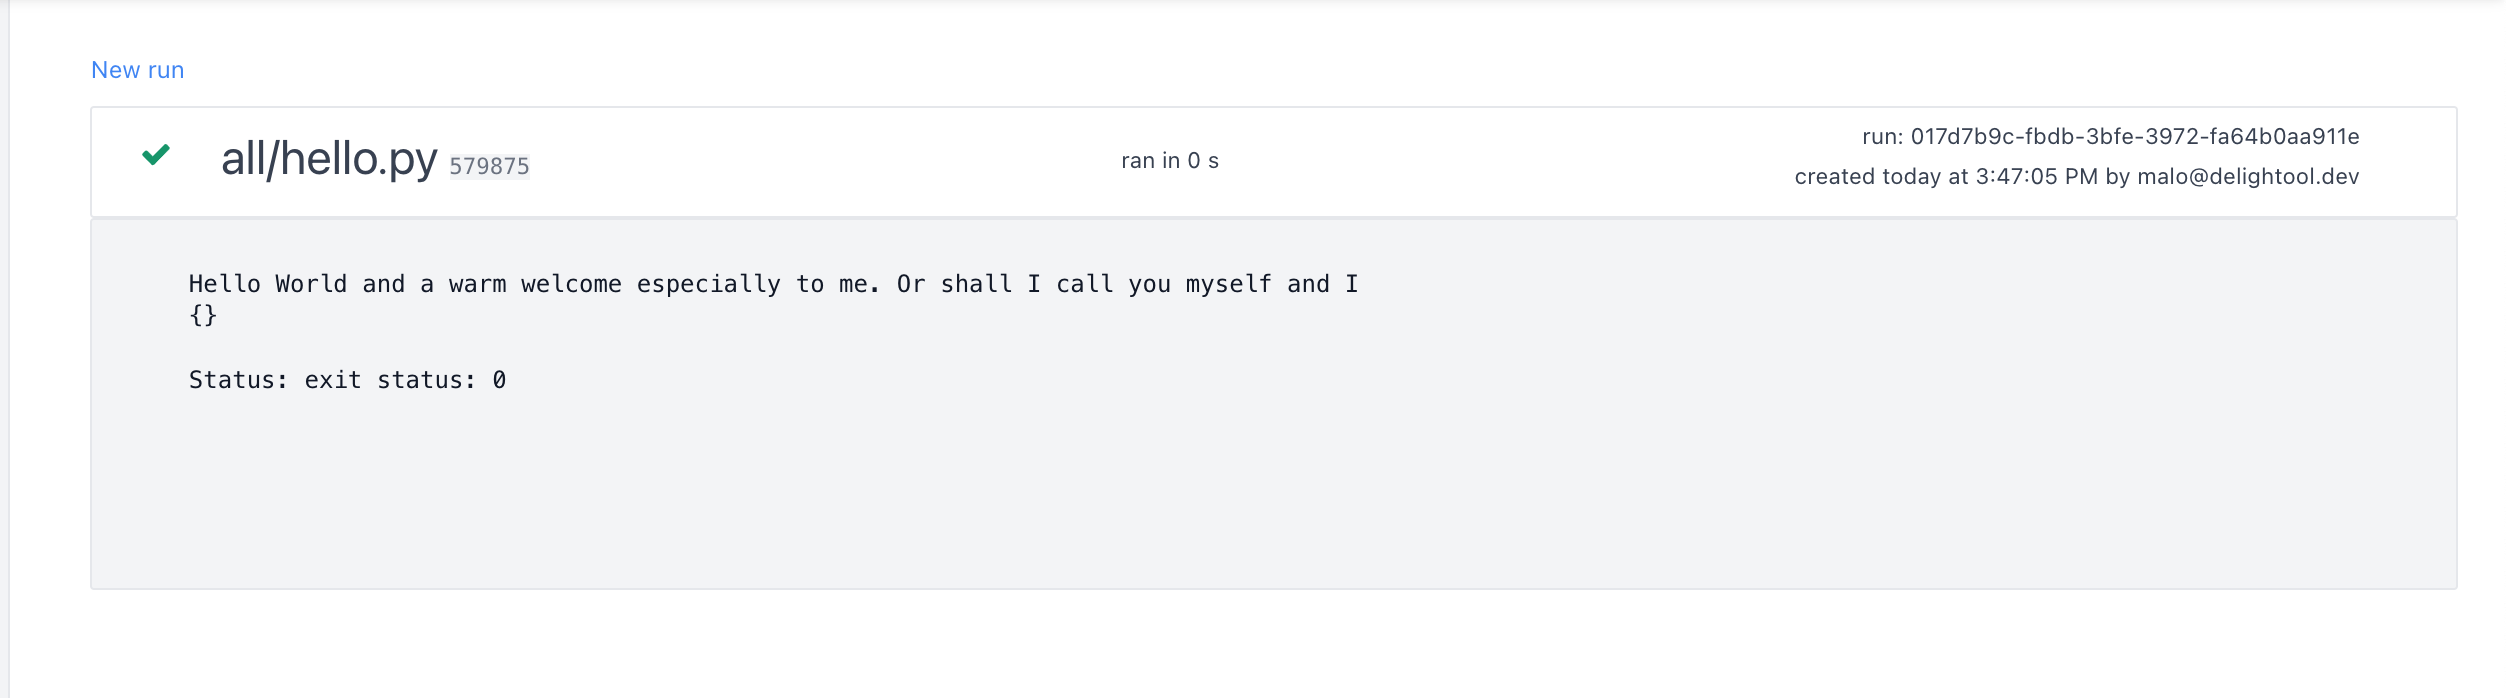 New run
all/hello.py 579875
ran in 0 s
run: 017d7b9c-fbdb-3bfe-3972-fa64b0aa911e
created today at 3:47:05 PM by malo@delightool.dev
Hello World and a warm welcome especially to me. Or shall I call you myself and I
{}
Status: exit status: 0